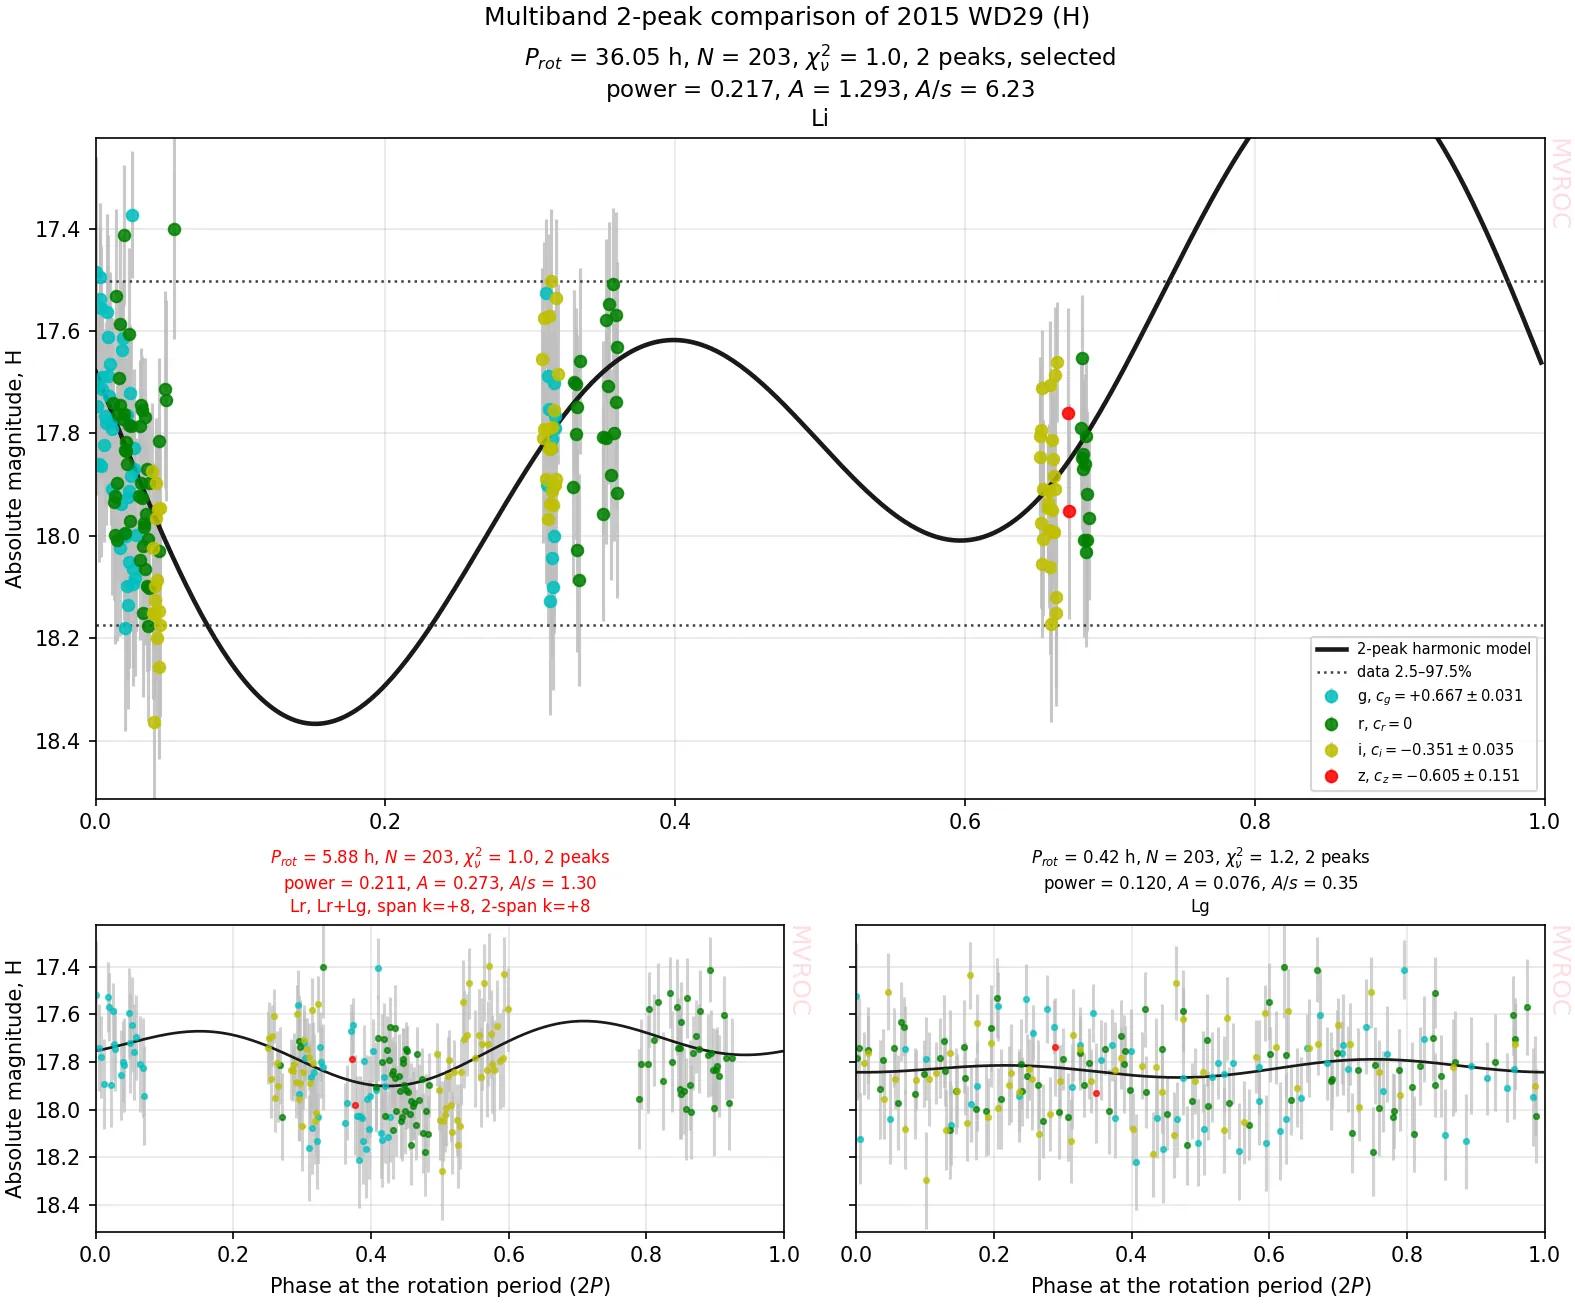 Multiband 2-peak comparison of 2015 WD29 (H)
P_rot = 36.05 h, N = 203, χ²_ν = 1.0, 2 peaks, selected
power = 0.217, A = 1.293, A/s = 6.23
Li
MVROC
Absolute magnitude, H
17.4
17.6
17.8
18.0
18.2
18.4
2-peak harmonic model
data 2.5–97.5%
g, c_g = +0.667 ± 0.031
r, c_r = 0
i, c_i = −0.351 ± 0.035
z, c_z = −0.605 ± 0.151
0.0 0.2 0.4 0.6 0.8 1.0
P_rot = 5.88 h, N = 203, χ²_ν = 1.0, 2 peaks
power = 0.211, A = 0.273, A/s = 1.30
Lr, Lr+Lg, span k=+8, 2-span k=+8
MVROC
Absolute magnitude, H
17.4
17.6
17.8
18.0
18.2
18.4
0.0 0.2 0.4 0.6 0.8 1.0
Phase at the rotation period (2P)
P_rot = 0.42 h, N = 203, χ²_ν = 1.2, 2 peaks
power = 0.120, A = 0.076, A/s = 0.35
Lg
MVROC
0.0 0.2 0.4 0.6 0.8 1.0
Phase at the rotation period (2P)